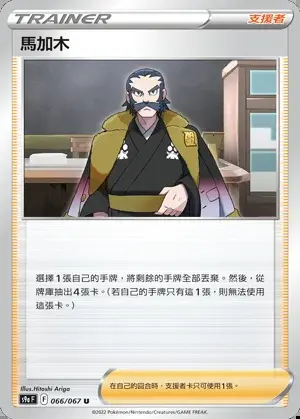 TRAINER
支援者
馬加木
選擇1張自己的手牌,將剩餘的手牌全部丟棄。然後,從
牌庫抽出4張卡。(若自己的手牌只有這1張,則無法使用
這張卡。)
Illus.Hitoshi Ariga
s9a F F 066/067 U
在自己的回合時,支援者卡只可使用1張。
©2022 Pokémon/Nintendo/Creatures/GAME FREAK.